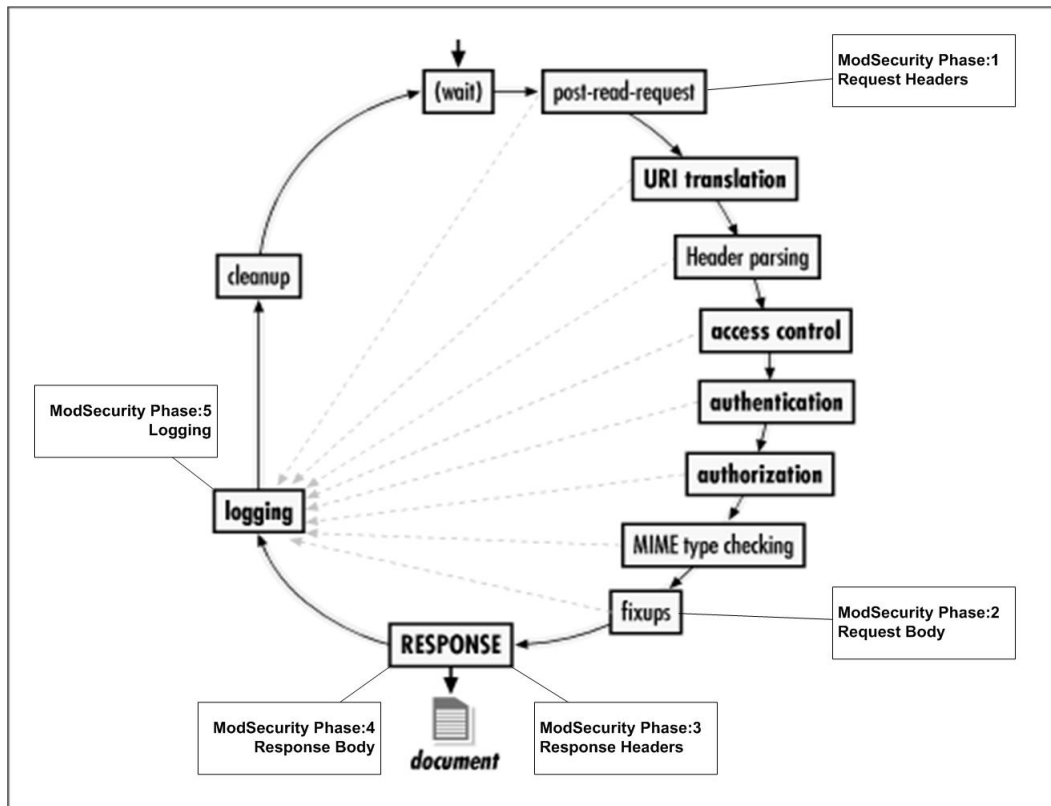 (wait)
post-read-request
ModSecurity Phase:1
Request Headers
URI translation
Header parsing
cleanup
access control
ModSecurity Phase:5
Logging
authentication
authorization
logging
MIME type checking
fixups
ModSecurity Phase:2
Request Body
RESPONSE
ModSecurity Phase:4
Response Body
ModSecurity Phase:3
Response Headers
document